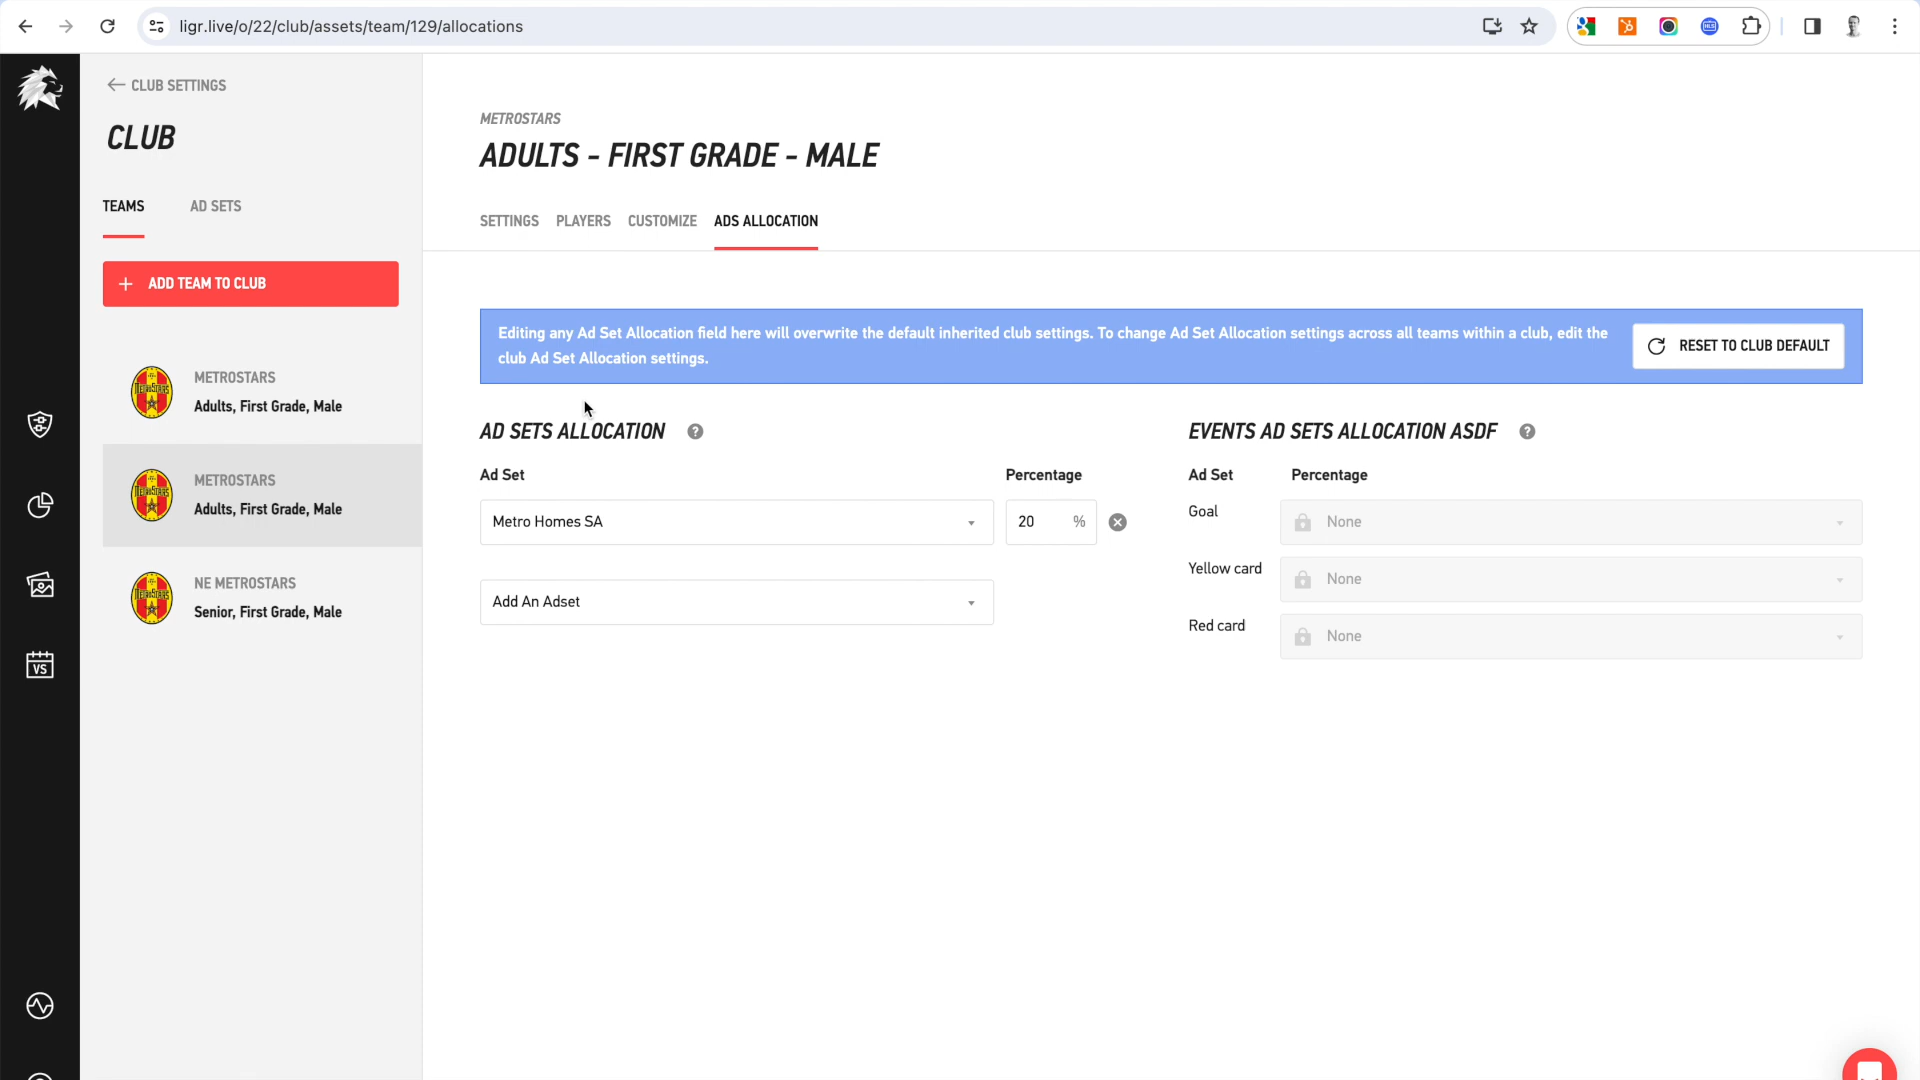 ligr.live/o/22/club/assets/team/129/allocations
CLUB SETTINGS
CLUB
TEAMS
AD SETS
ADD TEAM TO CLUB
METROSTARS
Adults, First Grade, Male
METROSTARS
Adults, First Grade, Male
NE METROSTARS
Senior, First Grade, Male
VS
METROSTARS
ADULTS - FIRST GRADE - MALE
SETTINGS
PLAYERS
CUSTOMIZE
ADS ALLOCATION
Editing any Ad Set Allocation field here will overwrite the default inherited club settings. To change Ad Set Allocation settings across all teams within a club, edit the
club Ad Set Allocation settings.
RESET TO CLUB DEFAULT
AD SETS ALLOCATION ?
Ad Set
Percentage
Metro Homes SA
20 %
Add An Adset
EVENTS AD SETS ALLOCATION ASDF ?
Ad Set
Percentage
Goal
None
Yellow card
None
Red card
None